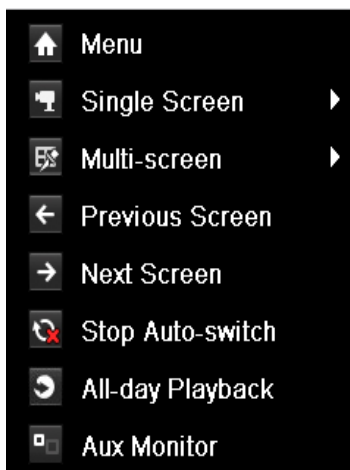 Menu
Single Screen
Multi-screen
Previous Screen
Next Screen
Stop Auto-switch
All-day Playback
Aux Monitor